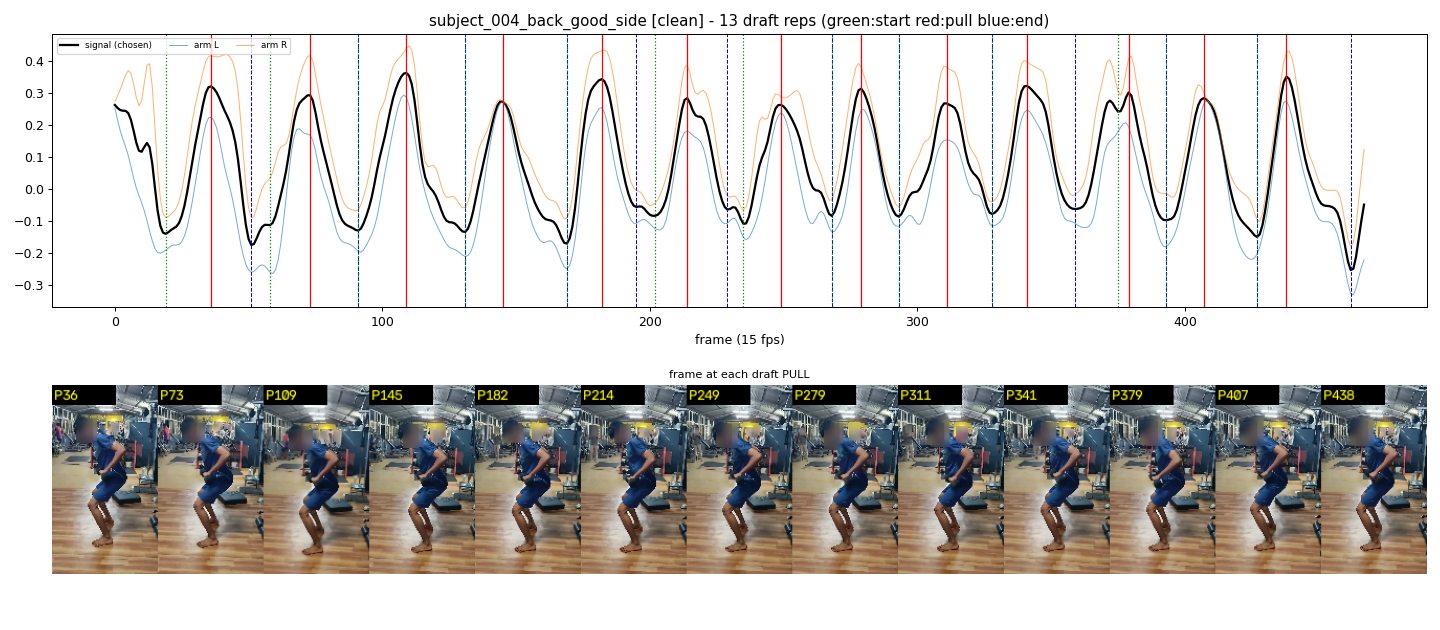 subject_004_back_good_side [clean] - 13 draft reps (green:start red:pull blue:end)
signal (chosen) arm L arm R
0.4
0.3
0.2
0.1
0.0
−0.1
−0.2
−0.3
0 100 200 300 400
frame (15 fps)
frame at each draft PULL
P36 P73 P109 P145 P182 P214 P249 P279 P311 P341 P379 P407 P438